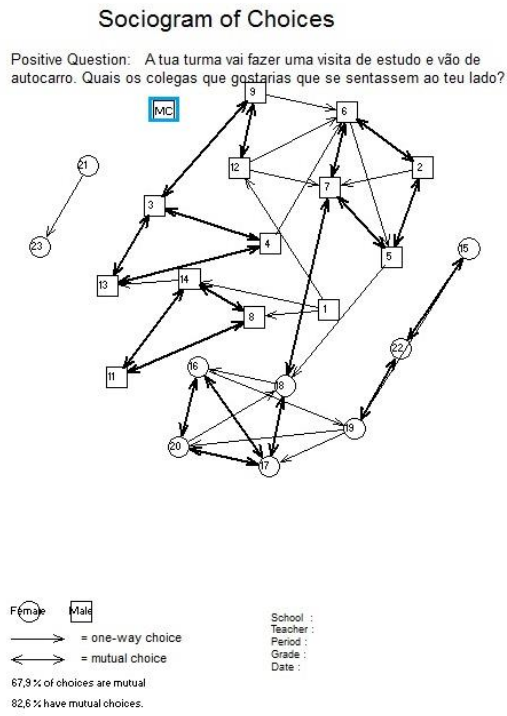 Sociogram of Choices
Positive Question: A tua turma vai fazer uma visita de estudo e vão de
autocarro. Quais os colegas que gostarias que se sentassem ao teu lado?
MC
9
6
21
12
2
7
3
23
4
15
5
13
14
8
1
22
11
16
18
19
20
17
Female
Male
= one-way choice
= mutual choice
67,9 % of choices are mutual
82,6 % have mutual choices.
School :
Teacher :
Period :
Grade :
Date :